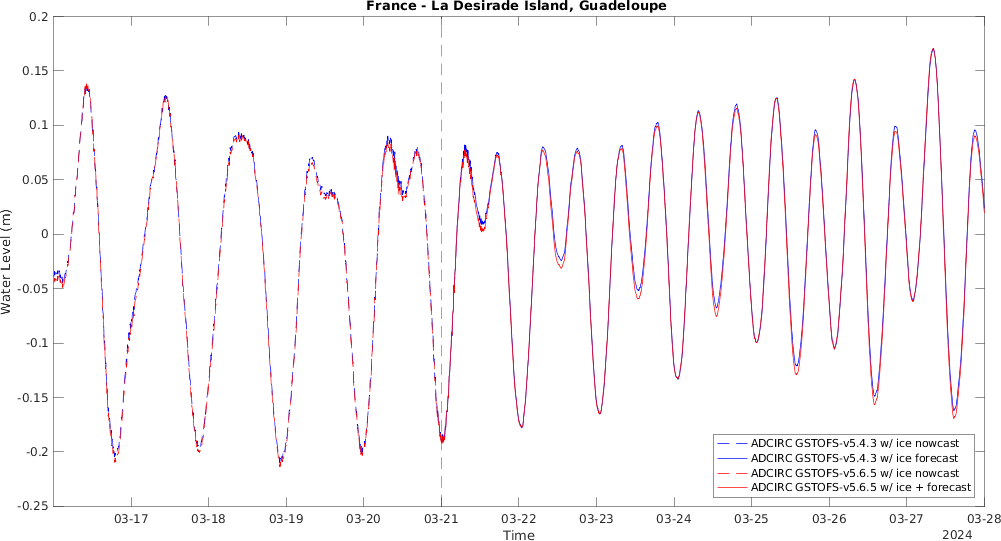 France - La Desirade Island, Guadeloupe
0.2
0.15
0.1
0.05
0
-0.05
-0.1
-0.15
-0.2
-0.25
Water Level (m)
03-17 03-18 03-19 03-20 03-21 03-22 03-23 03-24 03-25 03-26 03-27 03-28
Time
2024
ADCIRC GSTOFS-v5.4.3 w/ ice nowcast
ADCIRC GSTOFS-v5.4.3 w/ ice forecast
ADCIRC GSTOFS-v5.6.5 w/ ice nowcast
ADCIRC GSTOFS-v5.6.5 w/ ice + forecast